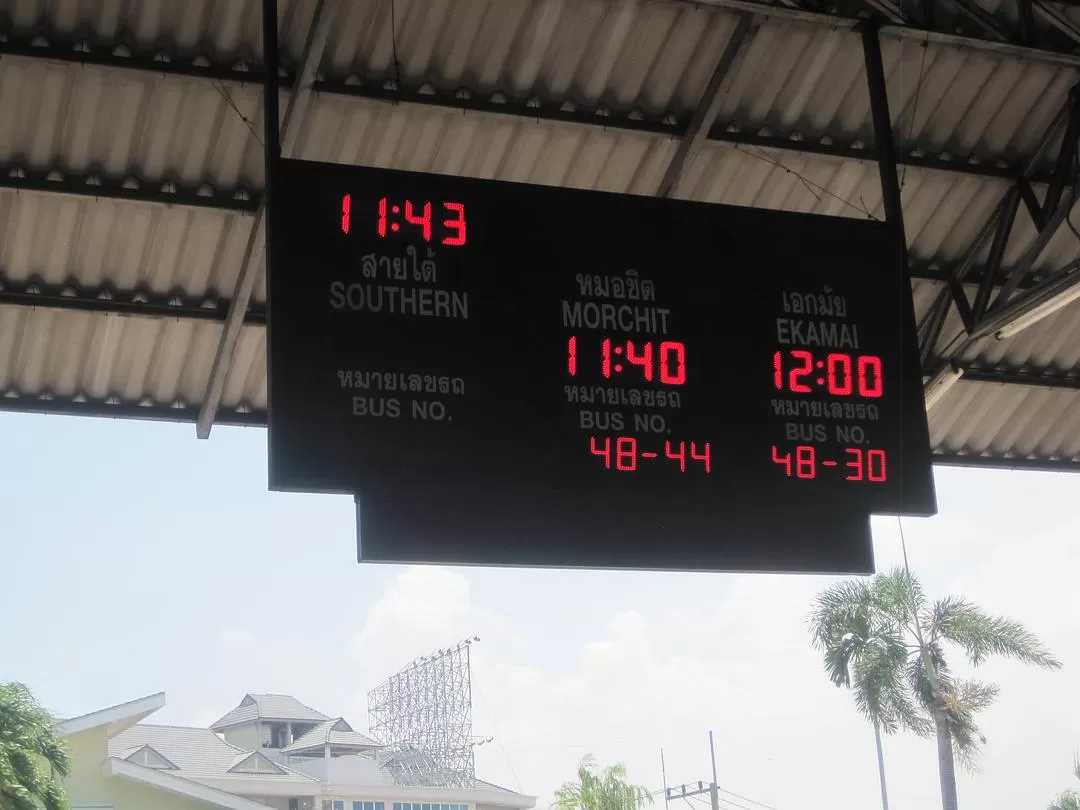 11:43
สายใต้
SOUTHERN
หมายเลขรถ
BUS NO.
หมอชิต
MORCHIT
11:40
หมายเลขรถ
BUS NO.
48-44
เอกมัย
EKAMAI
12:00
หมายเลขรถ
BUS NO.
48-30